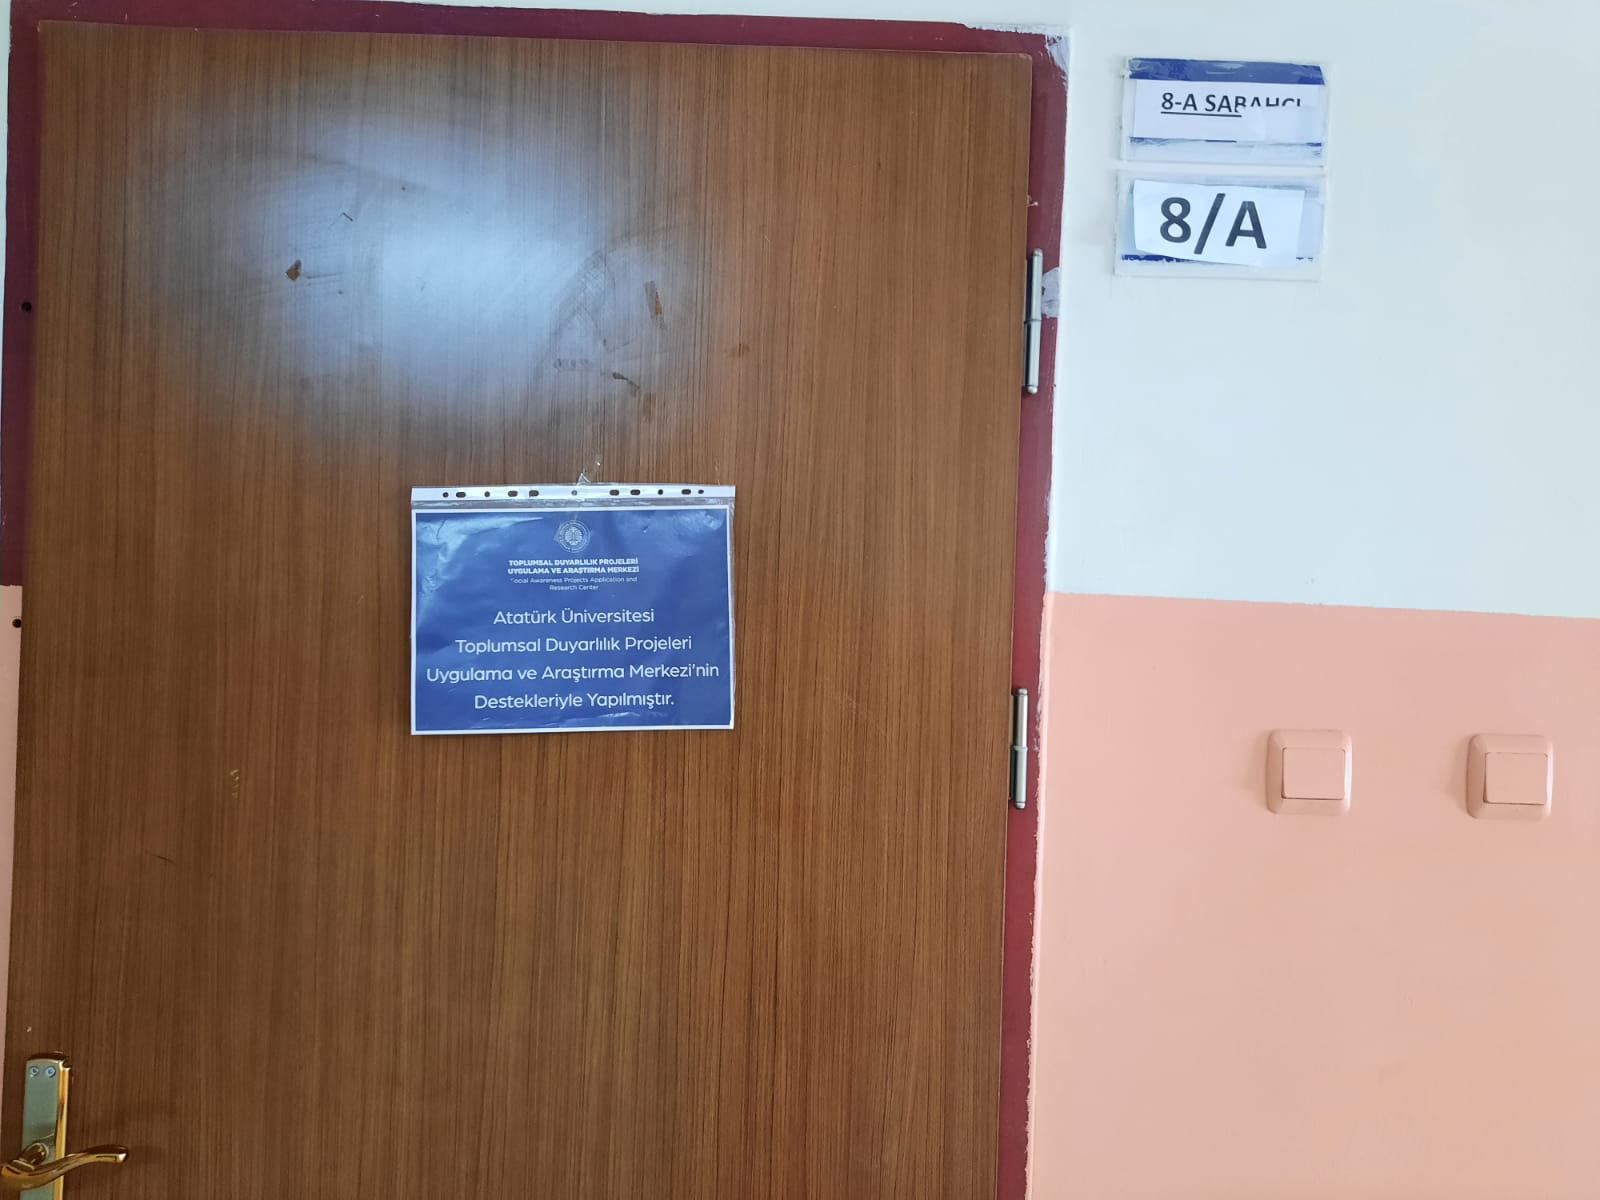 8-A SABAHCI
8/A
TOPLUMSAL DUYARLILIK PROJELERİ
UYGULAMA VE ARAŞTIRMA MERKEZİ
Social Awareness Projects Application and
Research Center
Atatürk Üniversitesi
Toplumsal Duyarlılık Projeleri
Uygulama ve Araştırma Merkezi'nin
Destekleriyle Yapılmıştır.